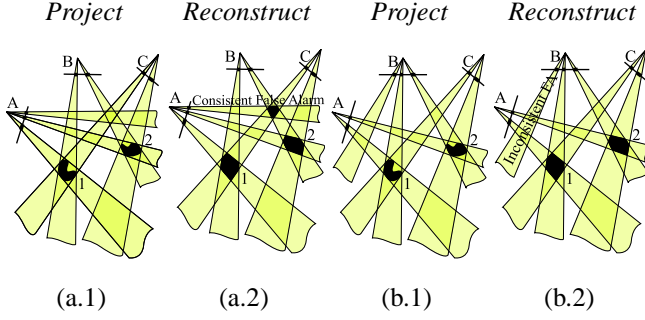 Project Reconstruct Project Reconstruct
B C A 2 1
B C A Consistent False Alarm 2 1
B C A 2 1
B C A Inconsistent FA 2 1
(a.1) (a.2) (b.1) (b.2)